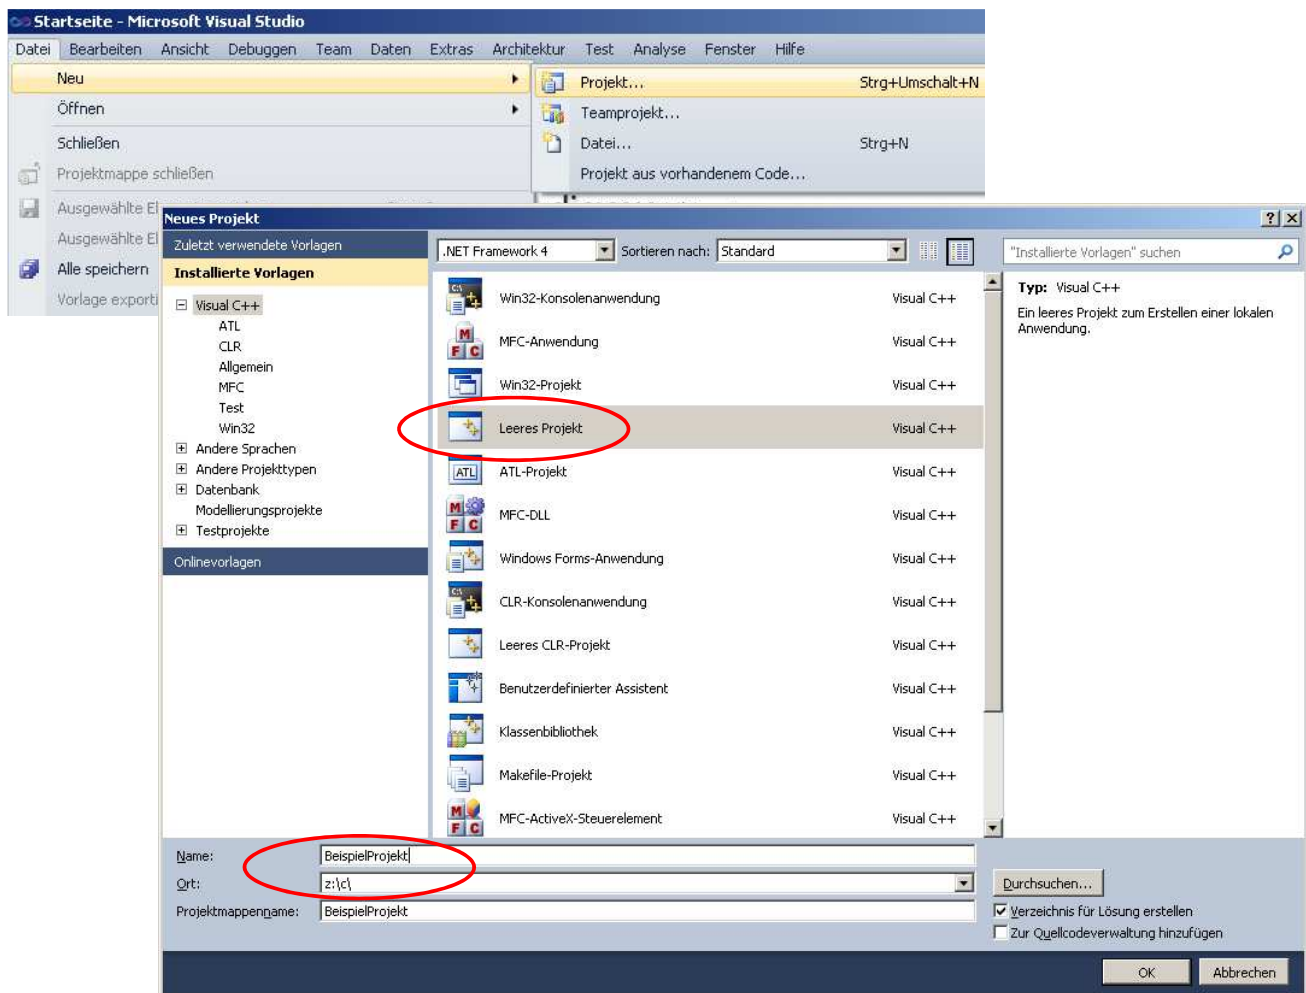 Startseite - Microsoft Visual Studio
Datei Bearbeiten Ansicht Debuggen Team Daten Extras Architektur Test Analyse Fenster Hilfe
Neu
Öffnen
Schließen
Projektmappe schließen
Ausgewählte El
Ausgewählte El
Alle speichern
Vorlage exporti
Projekt... Strg+Umschalt+N
Teamprojekt...
Datei... Strg+N
Projekt aus vorhandenem Code...
Neues Projekt
Zuletzt verwendete Vorlagen
Installierte Vorlagen
Visual C++
ATL
CLR
Allgemein
MFC
Test
Win32
Andere Sprachen
Andere Projekttypen
Datenbank
Modellierungsprojekte
Testprojekte
Onlinevorlagen
.NET Framework 4 Sortieren nach: Standard
Win32-Konsolenanwendung Visual C++
MFC-Anwendung Visual C++
Win32-Projekt Visual C++
Leeres Projekt Visual C++
ATL-Projekt Visual C++
MFC-DLL Visual C++
Windows Forms-Anwendung Visual C++
CLR-Konsolenanwendung Visual C++
Leeres CLR-Projekt Visual C++
Benutzerdefinierter Assistent Visual C++
Klassenbibliothek Visual C++
Makefile-Projekt Visual C++
MFC-ActiveX-Steuerelement Visual C++
"Installierte Vorlagen" suchen
Typ: Visual C++
Ein leeres Projekt zum Erstellen einer lokalen
Anwendung.
Name: BeispielProjekt
Ort: z:\c\
Durchsuchen...
Projektmappenname: BeispielProjekt
Verzeichnis für Lösung erstellen
Zur Quellcodeverwaltung hinzufügen
OK Abbrechen